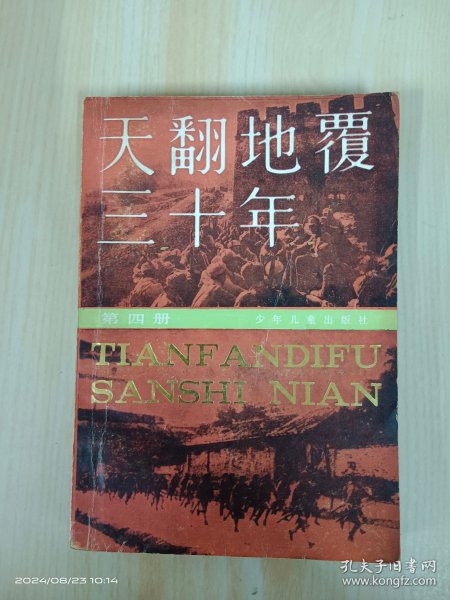 天翻地覆
三十年
第四册 少年儿童出版社
TIANFANDIFU
SANSHI NIAN
2024/08/23 10:14
孔夫子旧书网
www.kongfz.com